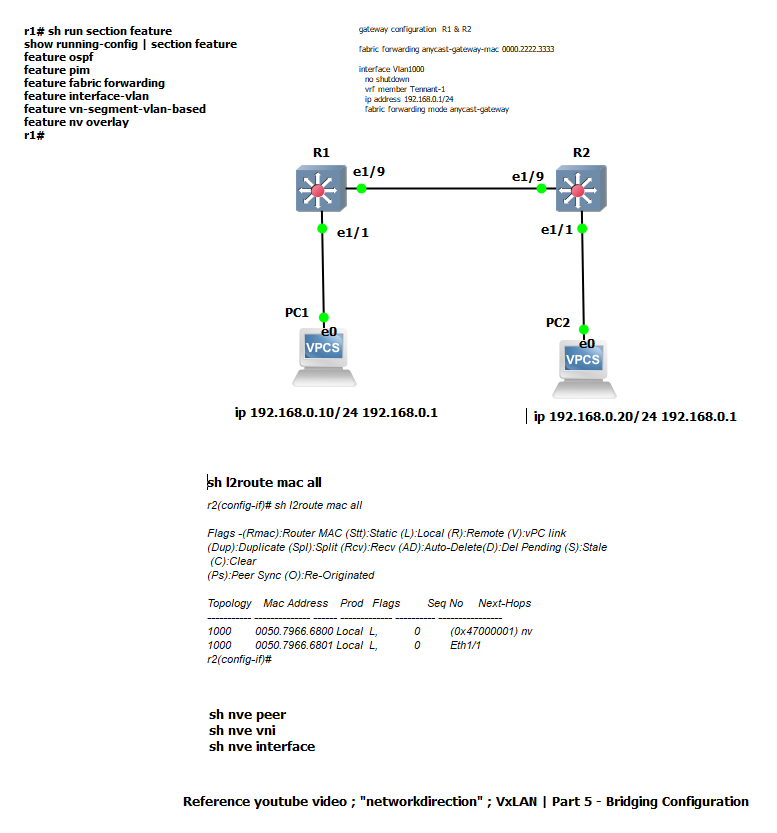 r1# sh run section feature
show running-config | section feature
feature ospf
feature pim
feature fabric forwarding
feature interface-vlan
feature vn-segment-vlan-based
feature nv overlay
r1#
gateway configuration  R1 & R2
fabric forwarding anycast-gateway-mac 0000.2222.3333
interface Vlan1000
no shutdown
vrf member Tennant-1
ip address 192.168.0.1/24
fabric forwarding mode anycast-gateway
R1
R2
e1/9
e1/9
e1/1
e1/1
PC1
PC2
e0
e0
VPCS
VPCS
ip 192.168.0.10/24 192.168.0.1
ip 192.168.0.20/24 192.168.0.1
sh l2route mac all
r2(config-if)# sh l2route mac all
Flags -(Rmac):Router MAC (Stt):Static (L):Local (R):Remote (V):vPC link
(Dup):Duplicate (Spl):Split (Rcv):Recv (AD):Auto-Delete(D):Del Pending (S):Stale
(C):Clear
(Ps):Peer Sync (O):Re-Originated
Topology Mac Address Prod Flags Seq No Next-Hops
----------- -------------- ------ ------------- ---------- ----------------
1000 0050.7966.6800 Local L, 0 (0x47000001) nv
1000 0050.7966.6801 Local L, 0 Eth1/1
r2(config-if)#
sh nve peer
sh nve vni
sh nve interface
Reference youtube video ; "networkdirection" ; VxLAN | Part 5 - Bridging Configuration